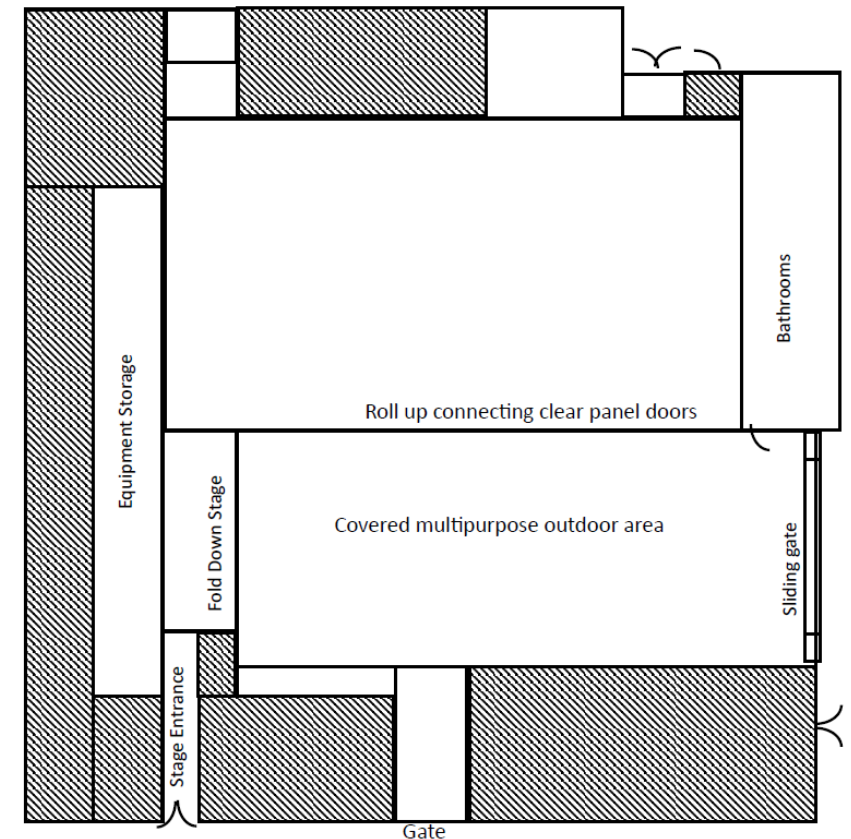 Bathrooms
Equipment Storage
Roll up connecting clear panel doors
Fold Down Stage
Covered multipurpose outdoor area
Sliding gate
Stage Entrance
Gate